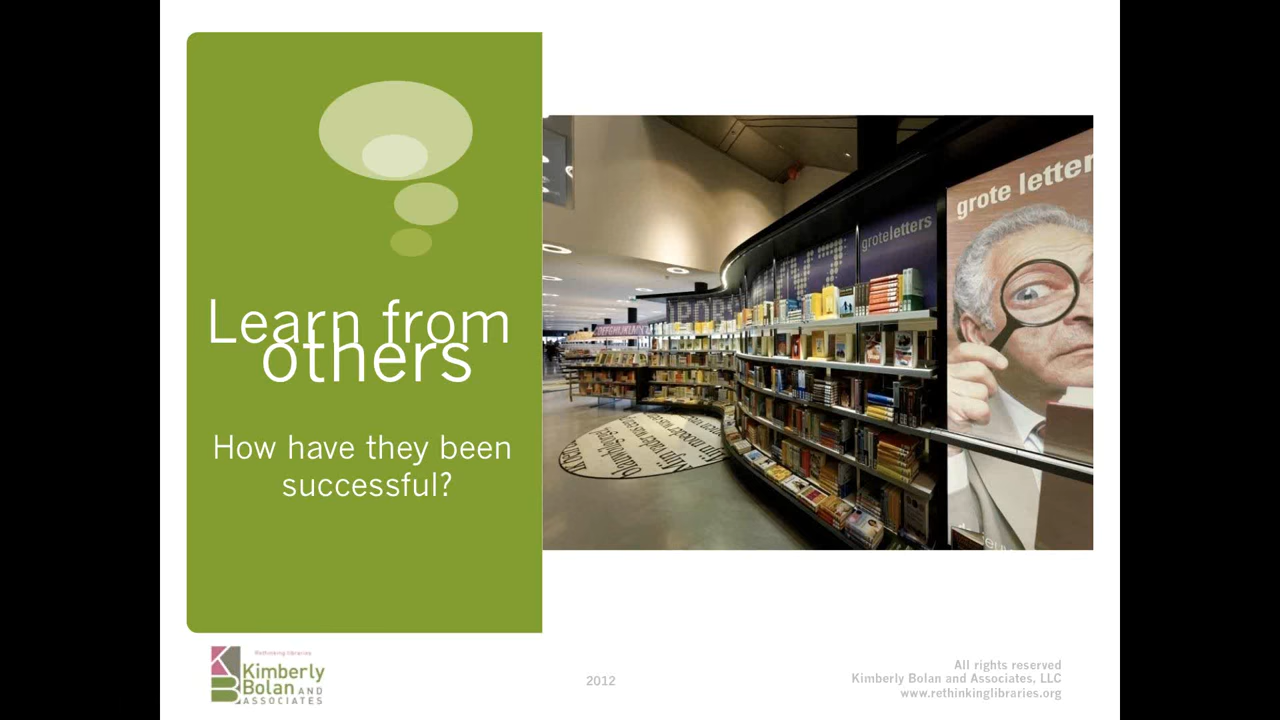 Learn from
others
How have they been
successful?
grote letter
groteletters
Rethinking libraries
Kimberly
Bolan AND
ASSOCIATES
2012
All rights reserved
Kimberly Bolan and Associates, LLC
www.rethinkinglibraries.org